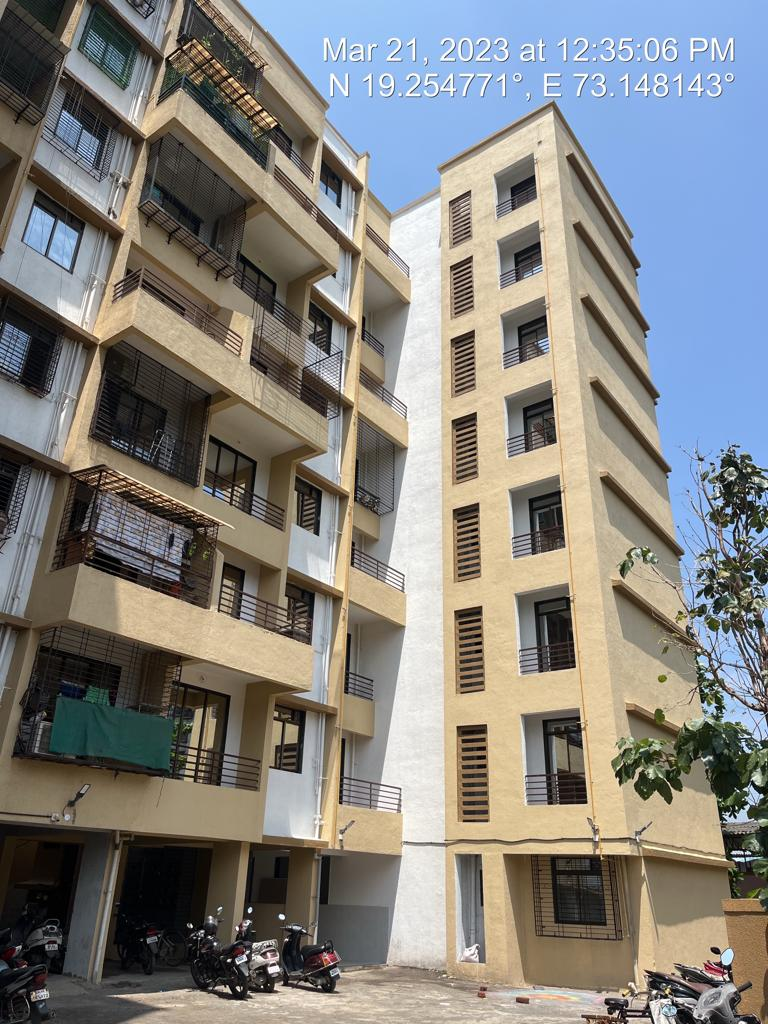 Mar 21, 2023 at 12:35:06 PM
N 19.254771°, E 73.148143°